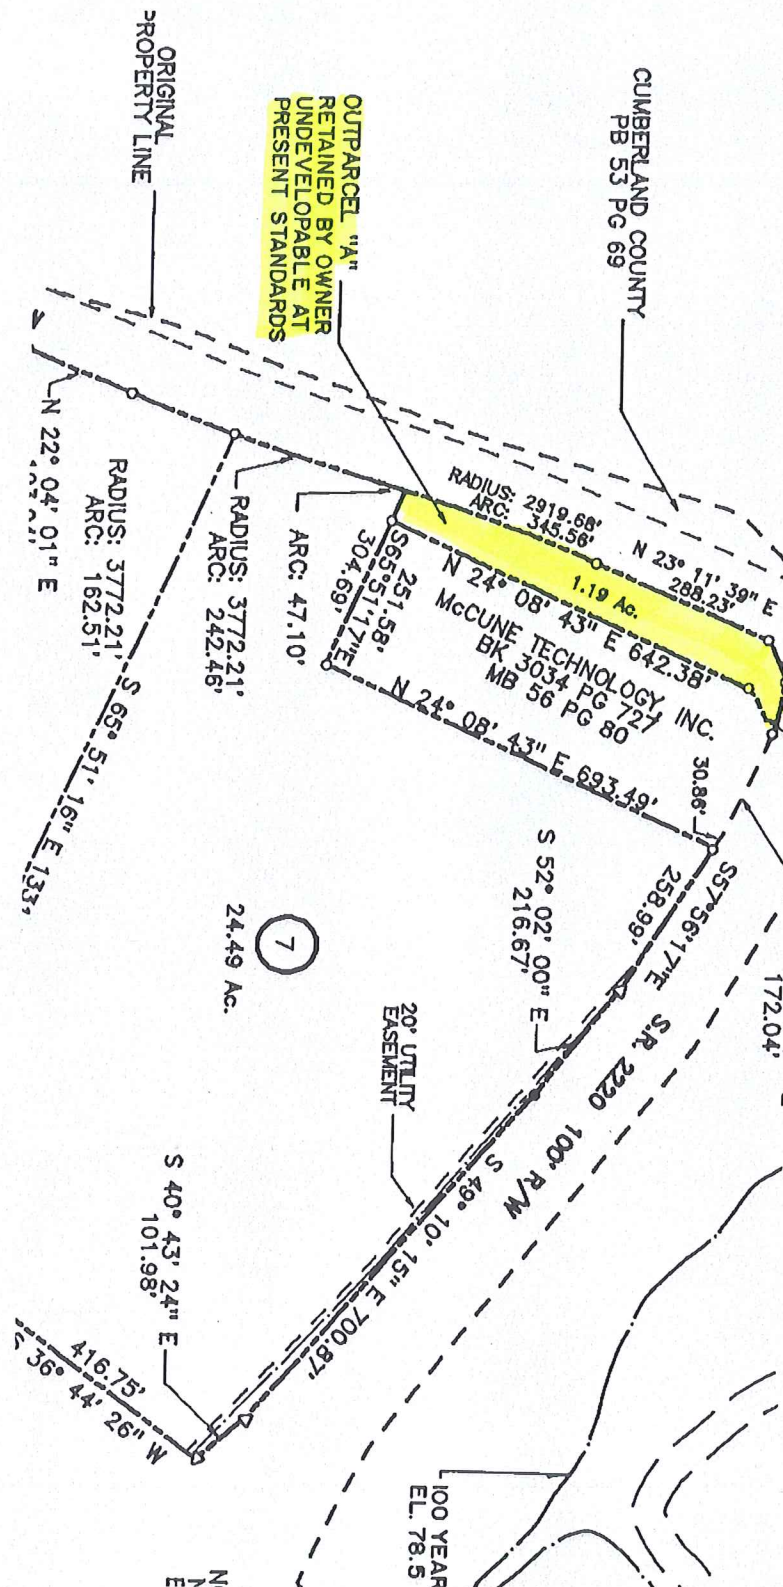 CUMBERLAND COUNTY
PB 53 PG 69
OUTPARCEL "A"
RETAINED BY OWNER
UNDEVELOPABLE AT
PRESENT STANDARDS
ORIGINAL
PROPERTY LINE
RADIUS: 2919.68'
ARC: 345.56'
N 23° 11' 39" E
288.23'
1.19 Ac.
N 24° 08' 43" E 642.38'
McCUNE TECHNOLOGY, INC.
BK 3034 PG 727
MB 56 PG 80
N 24° 08' 43" E 693.49'
251.58'
S65°51'17"E
304.69'
ARC: 47.10'
RADIUS: 3772.21'
ARC: 242.46'
RADIUS: 3772.21'
ARC: 162.51'
N 22° 04' 01" E
S 65° 51' 16" E 133
30.86'
S57°56'17"E
258.99'
172.04'
S.R. 2220 100' R/W
S 52° 02' 00" E
216.67'
7
24.49 Ac.
20' UTILITY
EASEMENT
S 49° 10' 15" E 700.87'
S 40° 43' 24" E
101.98'
416.75'
S 36° 44' 26" W
100 YEAR
EL. 78.5